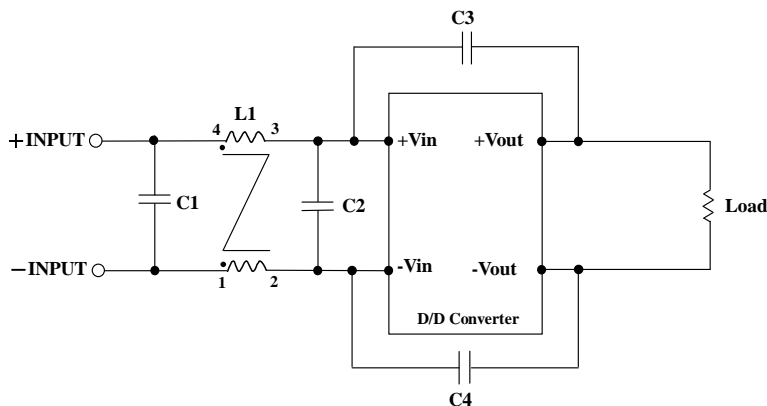 C3
L1
4 3
+INPUT
+Vin
+Vout
C1
C2
Load
−INPUT
-Vin
-Vout
1 2
D/D Converter
C4